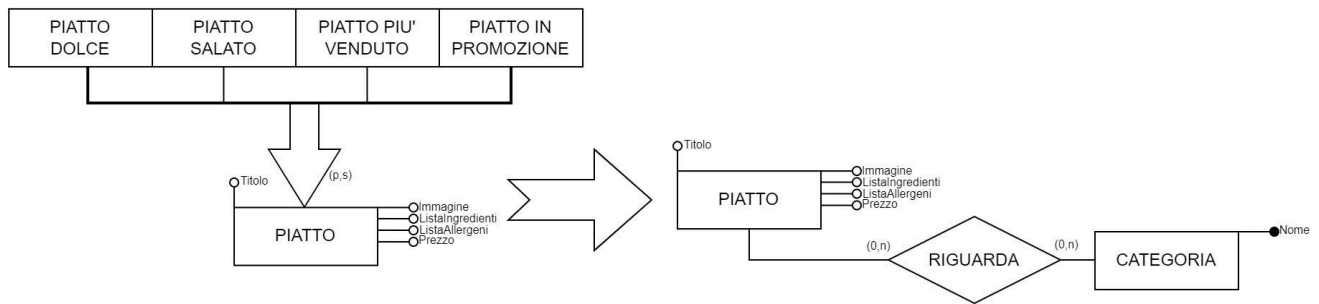 PIATTO
DOLCE
PIATTO
SALATO
PIATTO PIU'
VENDUTO
PIATTO IN
PROMOZIONE
(p,s)
Titolo
Immagine
ListaIngredienti
ListaAllergeni
Prezzo
PIATTO
Titolo
Immagine
ListaIngredienti
ListaAllergeni
Prezzo
PIATTO
(0,n)
RIGUARDA
(0,n)
CATEGORIA
Nome